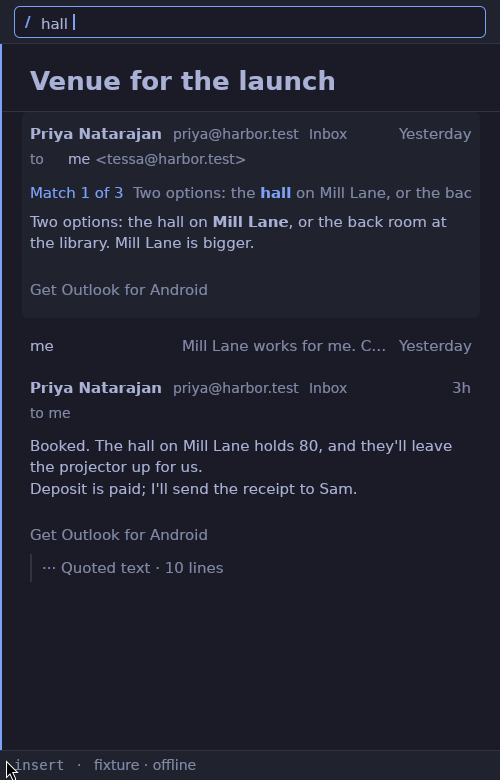 / hall
Venue for the launch
Priya Natarajan priya@harbor.test Inbox Yesterday
to me <tessa@harbor.test>
Match 1 of 3 Two options: the hall on Mill Lane, or the bac
Two options: the hall on Mill Lane, or the back room at
the library. Mill Lane is bigger.
Get Outlook for Android
me Mill Lane works for me. C... Yesterday
Priya Natarajan priya@harbor.test Inbox 3h
to me
Booked. The hall on Mill Lane holds 80, and they'll leave
the projector up for us.
Deposit is paid; I'll send the receipt to Sam.
Get Outlook for Android
··· Quoted text · 10 lines
insert · fixture · offline